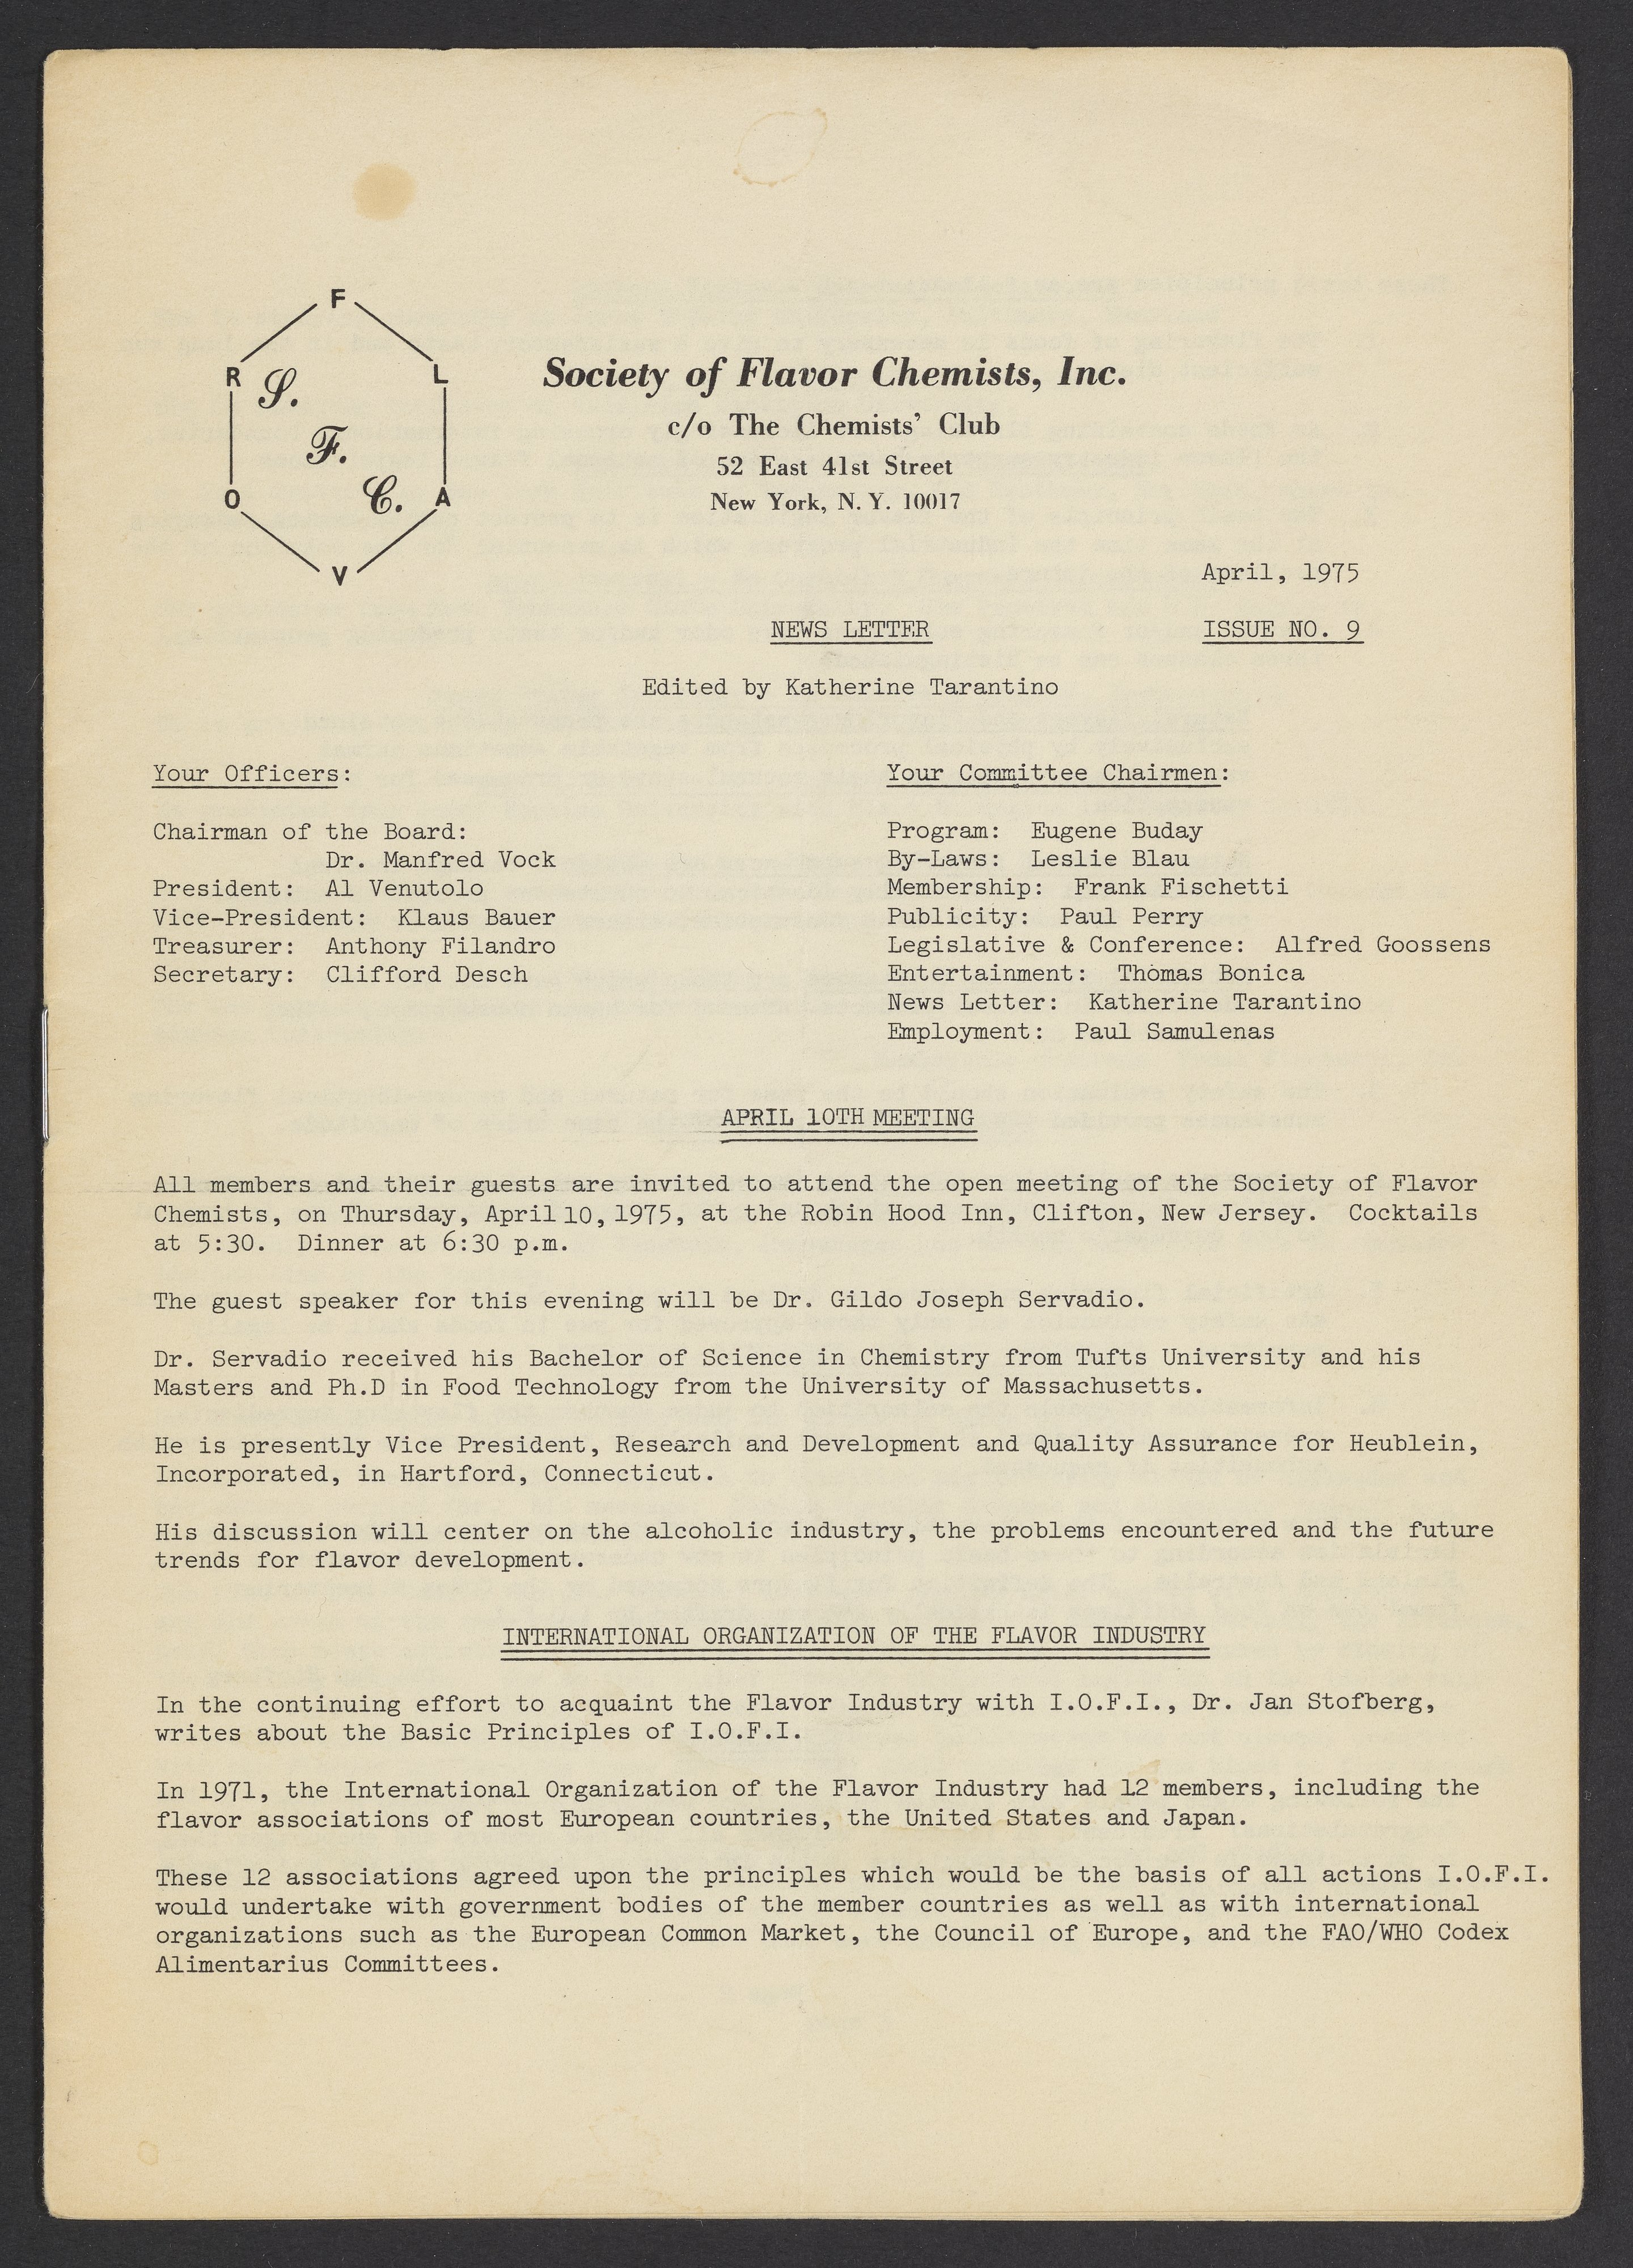 F
R L
S.
F.
C.
O A
V
Society of Flavor Chemists, Inc.
c/o The Chemists' Club
52 East 41st Street
New York, N. Y. 10017
April, 1975
NEWS LETTER ISSUE NO. 9
Edited by Katherine Tarantino
Your Officers:
Chairman of the Board:
Dr. Manfred Vock
President: Al Venutolo
Vice-President: Klaus Bauer
Treasurer: Anthony Filandro
Secretary: Clifford Desch
Your Committee Chairmen:
Program: Eugene Buday
By-Laws: Leslie Blau
Membership: Frank Fischetti
Publicity: Paul Perry
Legislative & Conference: Alfred Goossens
Entertainment: Thomas Bonica
News Letter: Katherine Tarantino
Employment: Paul Samulenas
APRIL 10TH MEETING
All members and their guests are invited to attend the open meeting of the Society of Flavor
Chemists, on Thursday, April 10, 1975, at the Robin Hood Inn, Clifton, New Jersey. Cocktails
at 5:30. Dinner at 6:30 p.m.
The guest speaker for this evening will be Dr. Gildo Joseph Servadio.
Dr. Servadio received his Bachelor of Science in Chemistry from Tufts University and his
Masters and Ph.D in Food Technology from the University of Massachusetts.
He is presently Vice President, Research and Development and Quality Assurance for Heublein,
Incorporated, in Hartford, Connecticut.
His discussion will center on the alcoholic industry, the problems encountered and the future
trends for flavor development.
INTERNATIONAL ORGANIZATION OF THE FLAVOR INDUSTRY
In the continuing effort to acquaint the Flavor Industry with I.O.F.I., Dr. Jan Stofberg,
writes about the Basic Principles of I.O.F.I.
In 1971, the International Organization of the Flavor Industry had 12 members, including the
flavor associations of most European countries, the United States and Japan.
These 12 associations agreed upon the principles which would be the basis of all actions I.O.F.I.
would undertake with government bodies of the member countries as well as with international
organizations such as the European Common Market, the Council of Europe, and the FAO/WHO Codex
Alimentarius Committees.